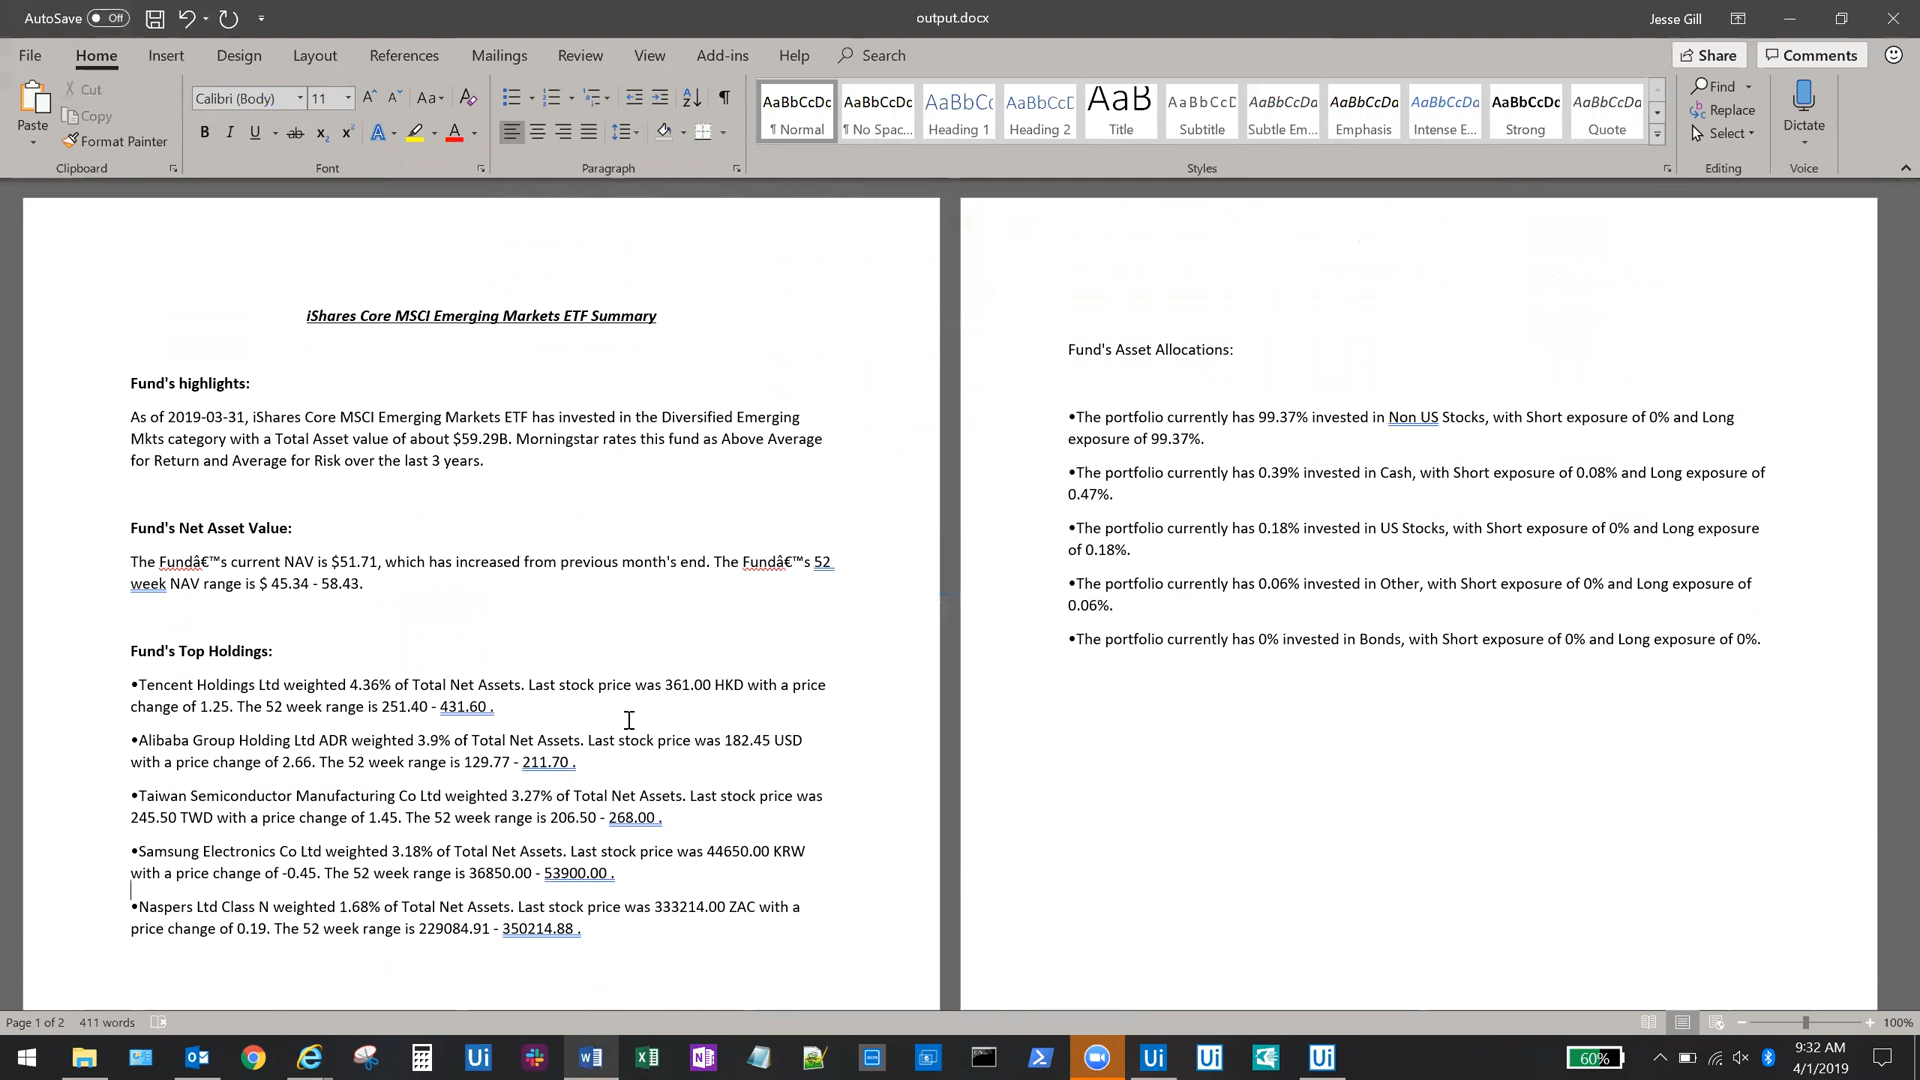 AutoSave Off
output.docx
Jesse Gill
File Home Insert Design Layout References Mailings Review View Add-ins Help Search
Share Comments
Paste
Cut
Copy
Format Painter
Clipboard
Calibri (Body) 11
Font
Paragraph
AaBbCcDc AaBbCcDc AaBbCc AaBbCcD AaB AaBbCcD AaBbCcDa AaBbCcDa AaBbCcDa AaBbCcDc AaBbCcDa
¶ Normal ¶ No Spac... Heading 1 Heading 2 Title Subtitle Subtle Em... Emphasis Intense E... Strong Quote
Styles
Find
Replace
Select
Editing
Dictate
Voice
iShares Core MSCI Emerging Markets ETF Summary
Fund's highlights:
As of 2019-03-31, iShares Core MSCI Emerging Markets ETF has invested in the Diversified Emerging
Mkts category with a Total Asset value of about $59.29B. Morningstar rates this fund as Above Average
for Return and Average for Risk over the last 3 years.
Fund's Net Asset Value:
The Fundâ€™s current NAV is $51.71, which has increased from previous month's end. The Fundâ€™s 52
week NAV range is $ 45.34 - 58.43.
Fund's Top Holdings:
•Tencent Holdings Ltd weighted 4.36% of Total Net Assets. Last stock price was 361.00 HKD with a price
change of 1.25. The 52 week range is 251.40 - 431.60 .
•Alibaba Group Holding Ltd ADR weighted 3.9% of Total Net Assets. Last stock price was 182.45 USD
with a price change of 2.66. The 52 week range is 129.77 - 211.70 .
•Taiwan Semiconductor Manufacturing Co Ltd weighted 3.27% of Total Net Assets. Last stock price was
245.50 TWD with a price change of 1.45. The 52 week range is 206.50 - 268.00 .
•Samsung Electronics Co Ltd weighted 3.18% of Total Net Assets. Last stock price was 44650.00 KRW
with a price change of -0.45. The 52 week range is 36850.00 - 53900.00 .
•Naspers Ltd Class N weighted 1.68% of Total Net Assets. Last stock price was 333214.00 ZAC with a
price change of 0.19. The 52 week range is 229084.91 - 350214.88 .
Fund's Asset Allocations:
•The portfolio currently has 99.37% invested in Non US Stocks, with Short exposure of 0% and Long
exposure of 99.37%.
•The portfolio currently has 0.39% invested in Cash, with Short exposure of 0.08% and Long exposure of
0.47%.
•The portfolio currently has 0.18% invested in US Stocks, with Short exposure of 0% and Long exposure
of 0.18%.
•The portfolio currently has 0.06% invested in Other, with Short exposure of 0% and Long exposure of
0.06%.
•The portfolio currently has 0% invested in Bonds, with Short exposure of 0% and Long exposure of 0%.
Page 1 of 2 411 words
100%
60%
9:32 AM
4/1/2019